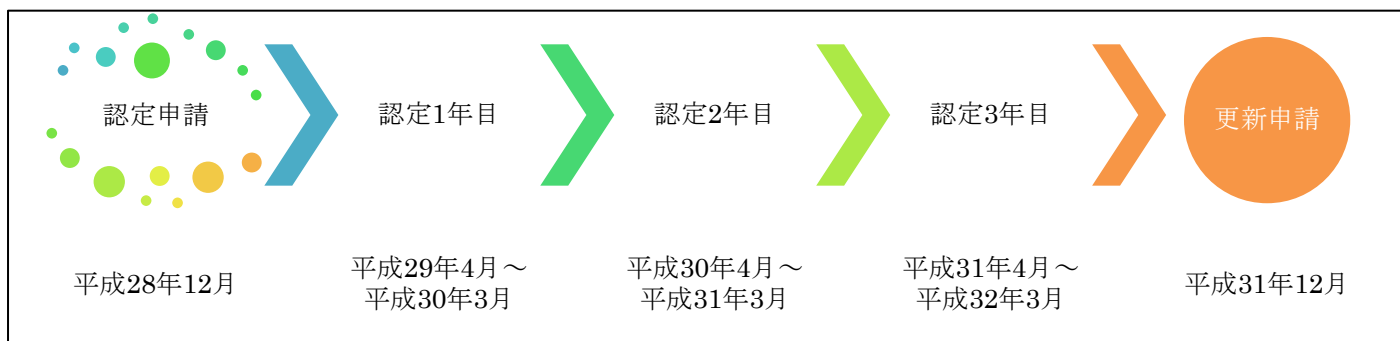 認定申請
認定1年目
認定2年目
認定3年目
更新申請
平成28年12月
平成29年4月～
平成30年3月
平成30年4月～
平成31年3月
平成31年4月～
平成32年3月
平成31年12月